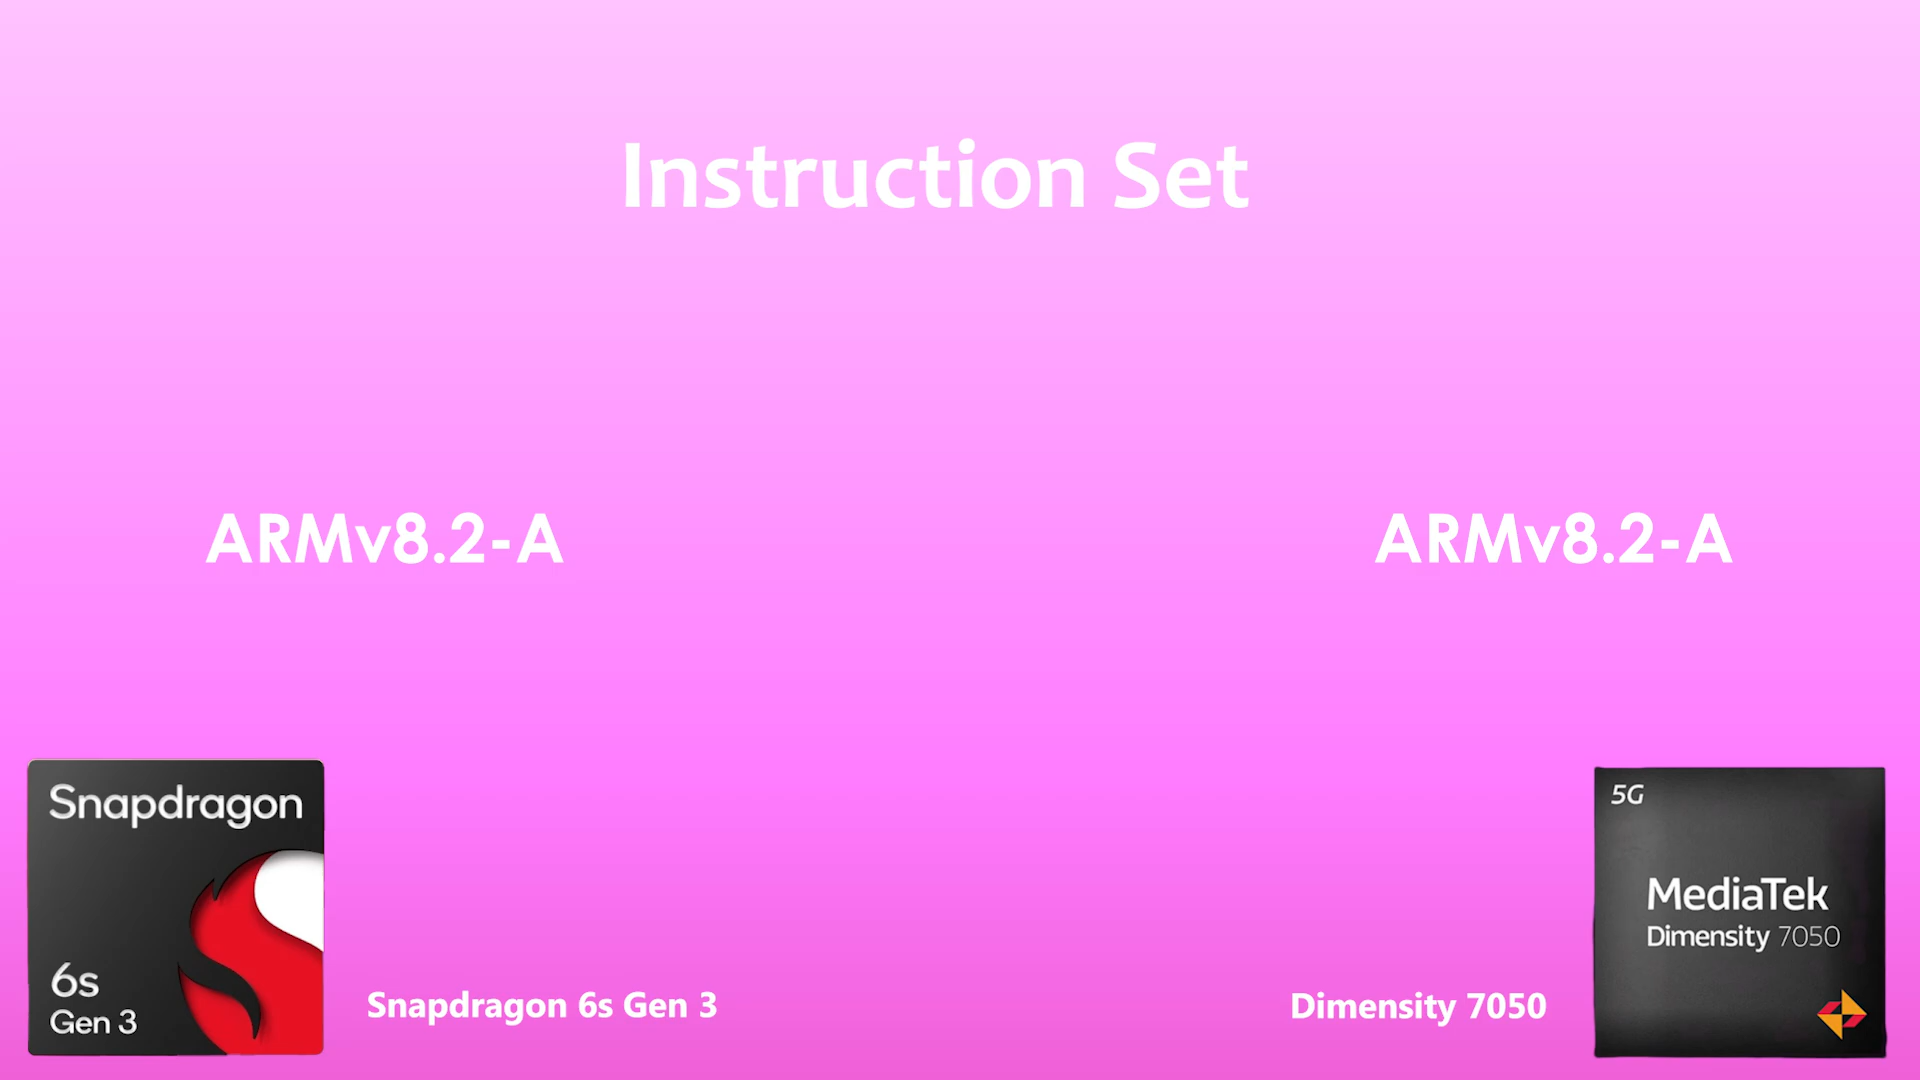 Instruction Set
ARMv8.2-A
ARMv8.2-A
Snapdragon
6s
Gen 3
Snapdragon 6s Gen 3
Dimensity 7050
5G
MediaTek
Dimensity 7050